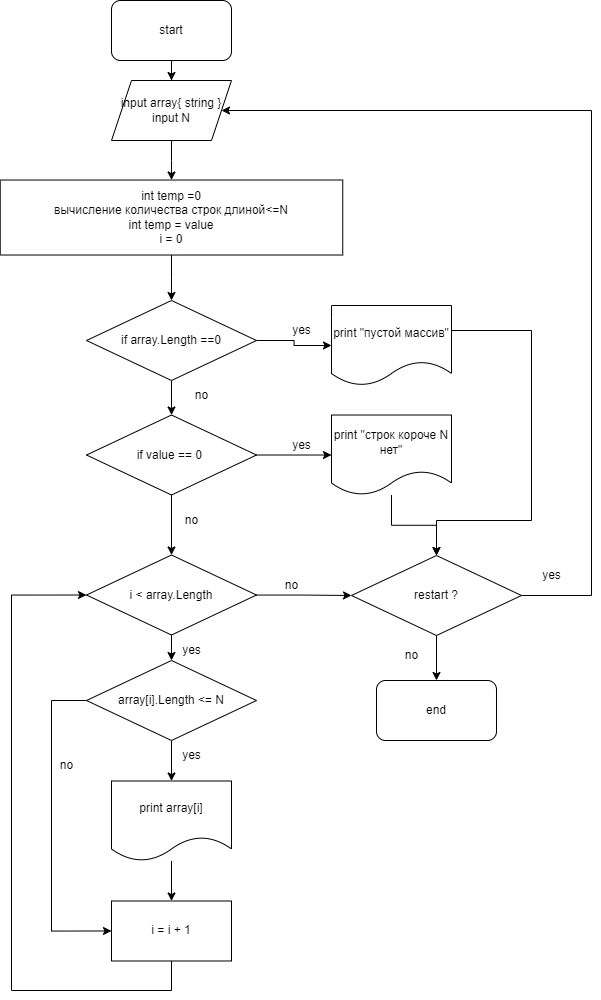 start
input array{ string }
input N
int temp =0
вычисление количества строк длиной<=N
int temp = value
i = 0
if array.Length ==0
yes
print "пустой массив"
no
if value == 0
yes
print "строк короче N
нет"
no
i < array.Length
no
restart ?
yes
yes
no
array[i].Length <= N
end
no
yes
print array[i]
i = i + 1